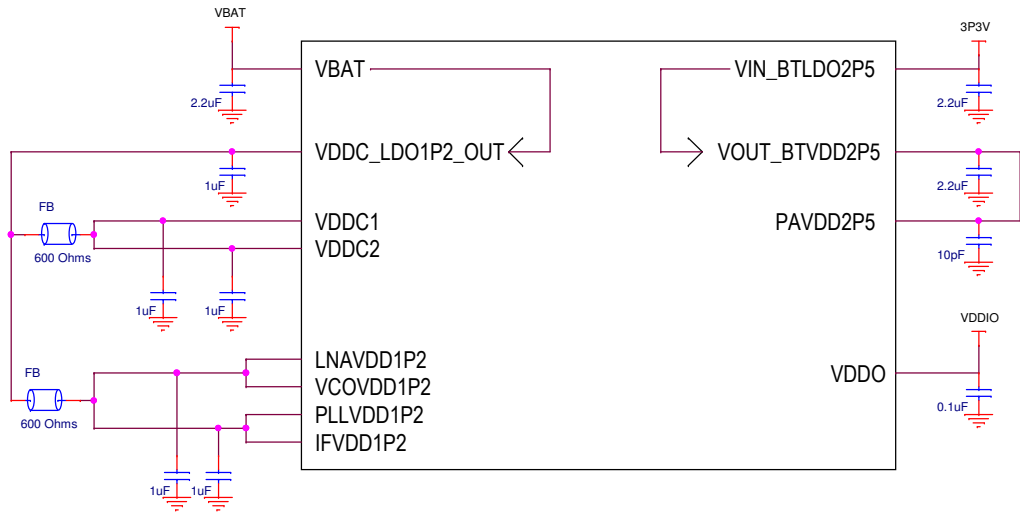 VBAT
3P3V
VBAT
VIN_BTLDO2P5
2.2uF
2.2uF
VDDC_LDO1P2_OUT
VOUT_BTVDD2P5
1uF
2.2uF
FB
VDDC1
PAVDD2P5
600 Ohms
VDDC2
10pF
1uF
1uF
VDDIO
LNAVDD1P2
FB
VDDO
VCOVDD1P2
600 Ohms
PLLVDD1P2
0.1uF
IFVDD1P2
1uF
1uF